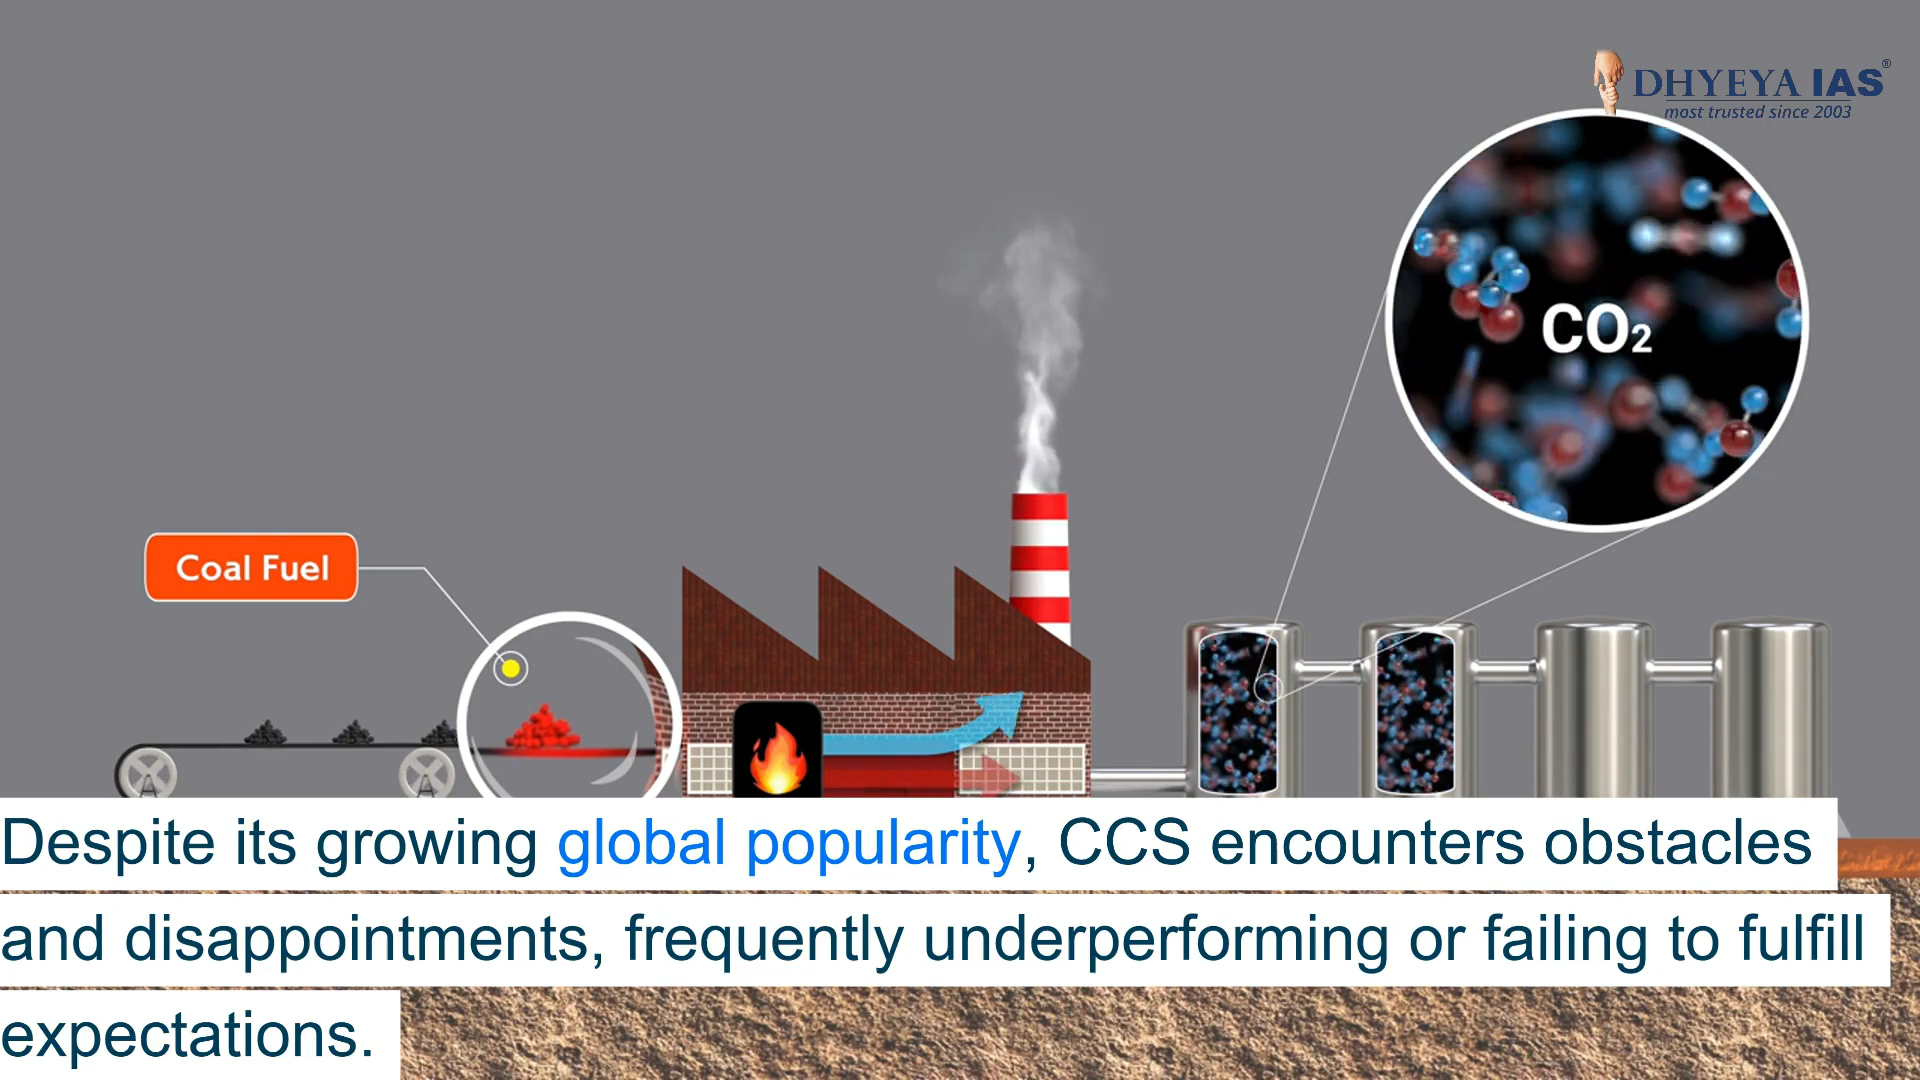 DHYEYA IAS®
most trusted since 2003
CO₂
Coal Fuel
Despite its growing global popularity, CCS encounters obstacles
and disappointments, frequently underperforming or failing to fulfill
expectations.